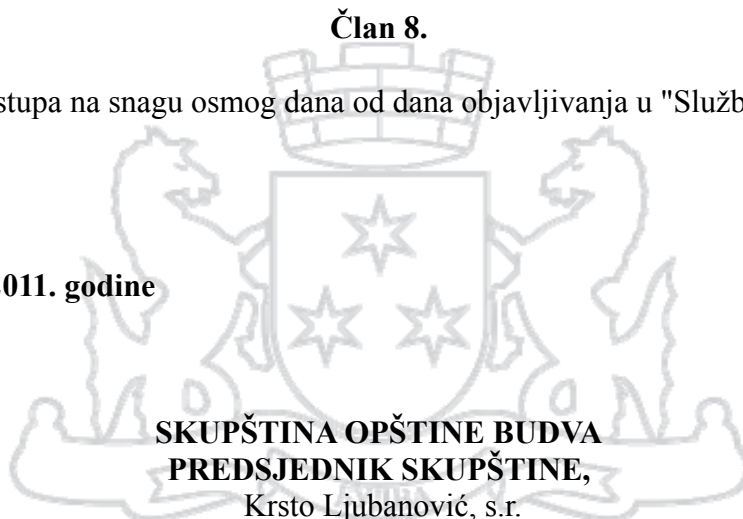 Član 8.
stupa na snagu osmog dana od dana objavljivanja u "Služb
011. godine
SKUPŠTINA OPŠTINE BUDVA
PREDSJEDNIK SKUPŠTINE,
Krsto Ljubanović, s.r.